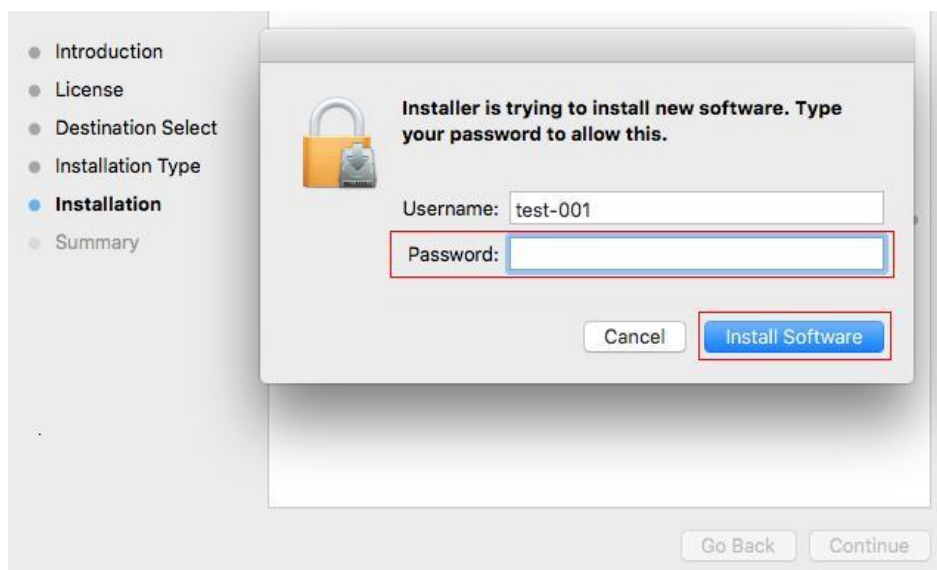 Introduction
License
Destination Select
Installation Type
Installation
Summary
Installer is trying to install new software. Type
your password to allow this.
Username: test-001
Password:
Cancel
Install Software
Go Back
Continue